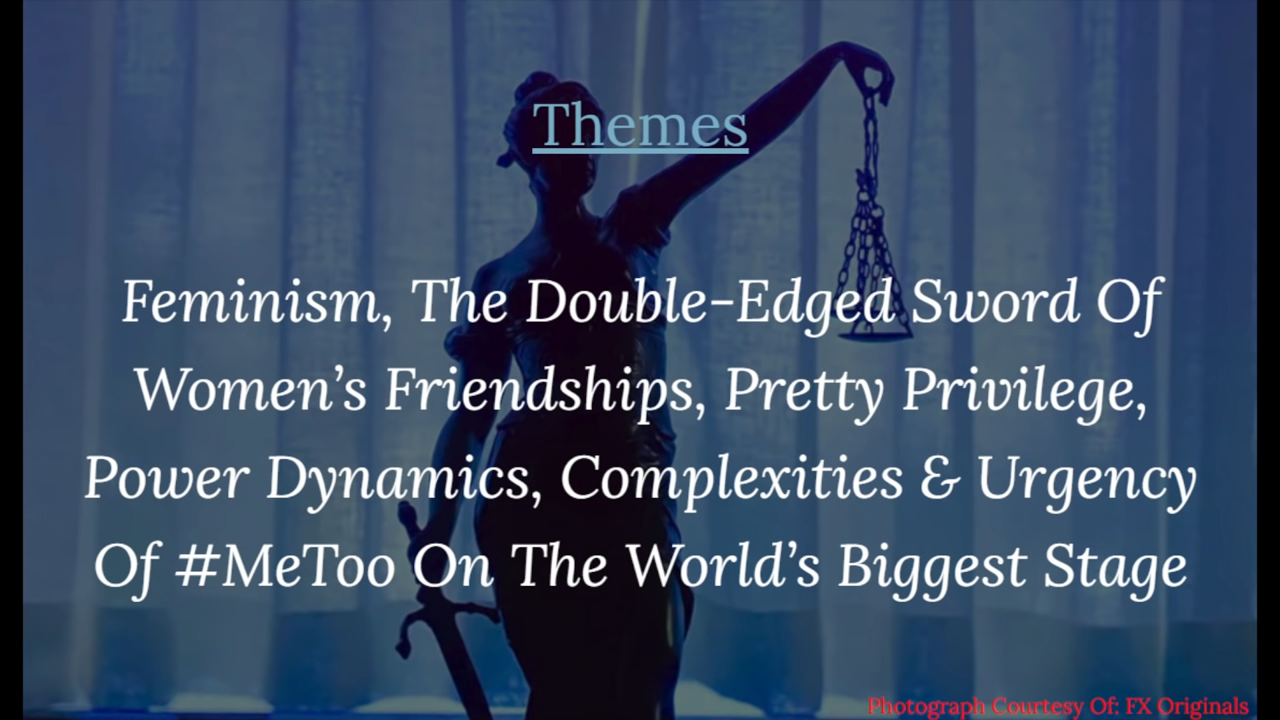 Themes
Feminism, The Double-Edged Sword Of
Women’s Friendships, Pretty Privilege,
Power Dynamics, Complexities & Urgency
Of #MeToo On The World’s Biggest Stage
Photograph Courtesy Of: FX Originals